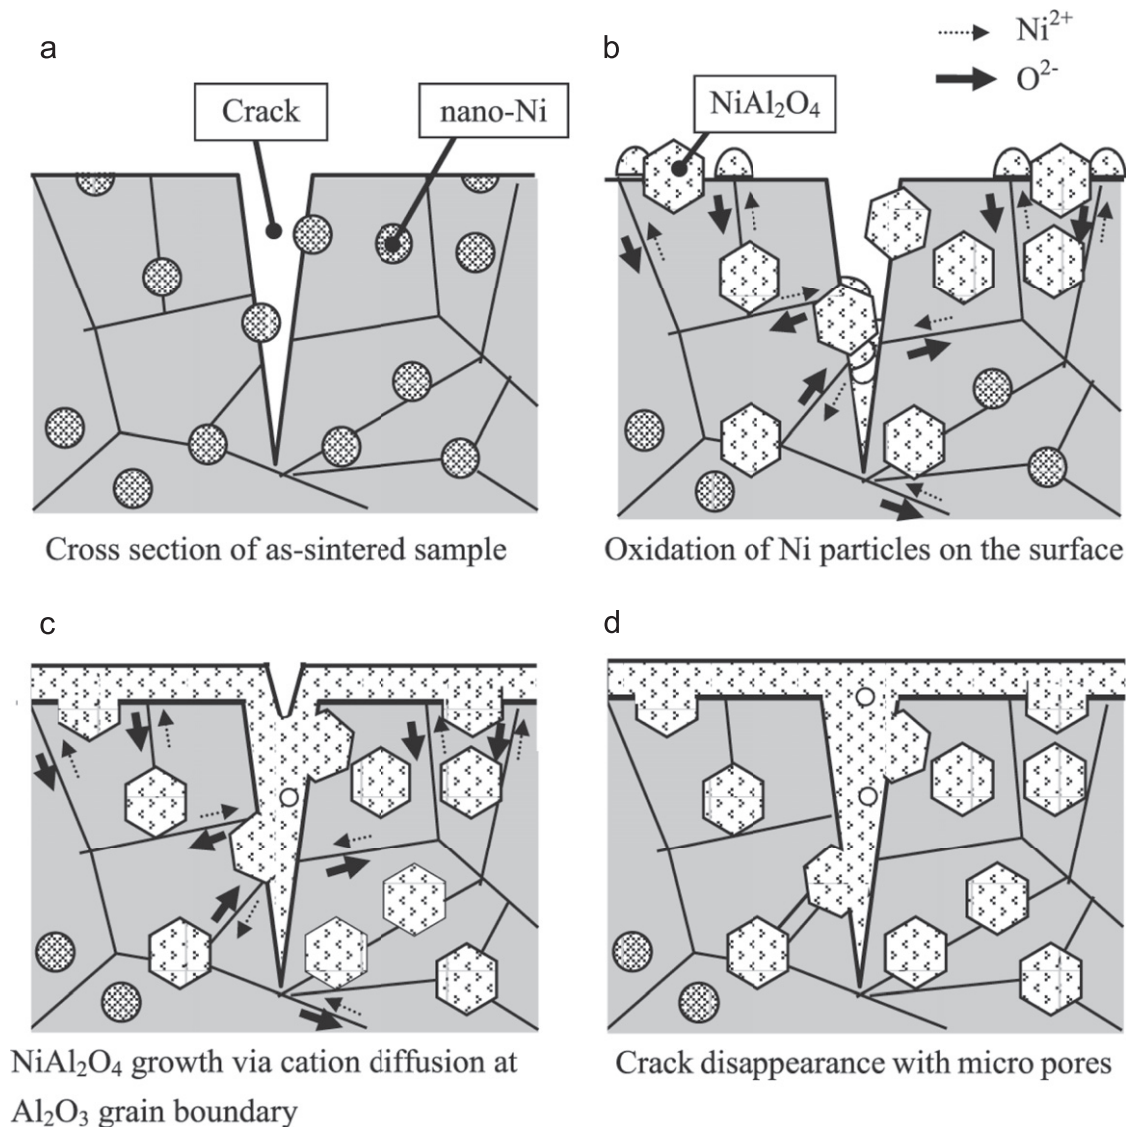 a
Crack
nano-Ni
Cross section of as-sintered sample
b
Ni²⁺
O²⁻
NiAl₂O₄
Oxidation of Ni particles on the surface
c
NiAl₂O₄ growth via cation diffusion at
Al₂O₃ grain boundary
d
Crack disappearance with micro pores